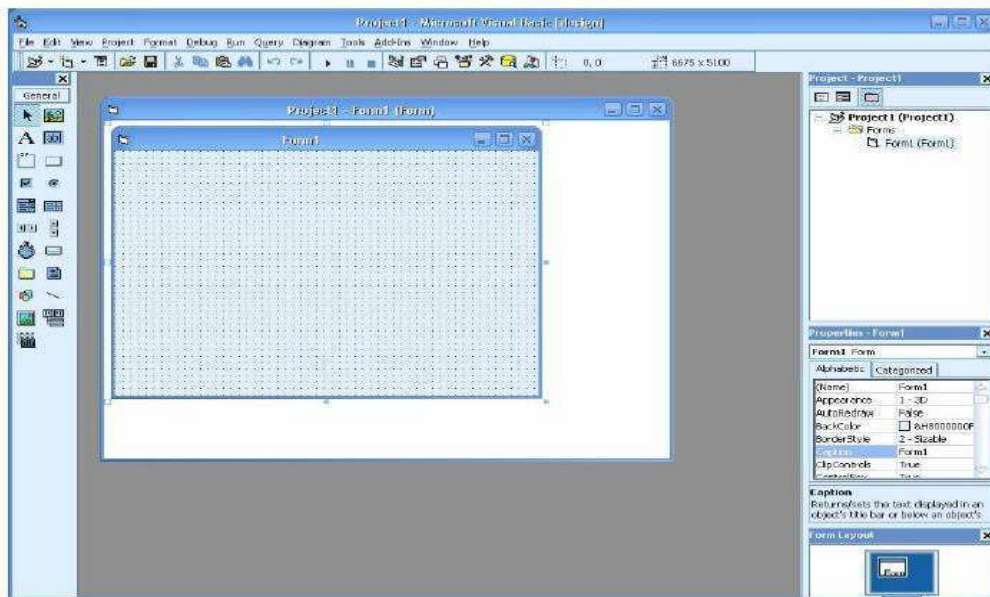 Project1 - Microsoft Visual Basic [design]
File Edit View Project Format Debug Run Query Diagram Tools Add-Ins Window Help
0, 0 6675 x 5100
General
A
Project1 - Form1 (Form)
Form1
Project - Project1
Project1 (Project1)
Forms
Form1 (Form1)
Properties - Form1
Form1 Form
Alphabetic Categorized
(Name) Form1
Appearance 1 - 3D
AutoRedraw False
BackColor &H8000000F
BorderStyle 2 - Sizable
Caption Form1
ClipControls True
ControlBox True
Caption
Returns/sets the text displayed in an
object's title bar or below an object's
Form Layout
Form